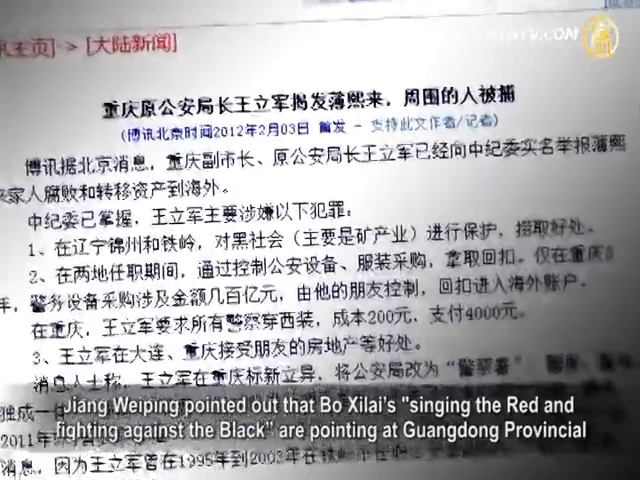 讯主页] -> [大陆新闻]
NTDTV.COM
重庆原公安局长王立军揭发薄熙来，周围的人被捕
(博讯北京时间2012年2月03日 首发 - 支持此文作者/记者)
博讯据北京消息，重庆副市长、原公安局长王立军已经向中纪委实名举报薄熙
来家人腐败和转移资产到海外。
中纪委已掌握，王立军主要涉嫌以下犯罪：
1、在辽宁锦州和铁岭，对黑社会（主要是矿产业）进行保护，捞取好处。
2、在两地任职期间，通过控制公安设备、服装采购，拿取回扣。仅在重庆
年，警务设备采购涉及金额几百亿元，由他的朋友控制，回扣进入海外账户。
在重庆，王立军要求所有警察穿西装，成本200元，支付4000元。
3、王立军在大连、重庆接受朋友的房地产等好处。
消息人士称，王立军在重庆标新立异，将公安局改为“警察
Jiang Weiping pointed out that Bo Xilai's "singing the Red and
独成一
fighting against the Black” are pointing at Guangdong Provincial
2011年
消息，因为王立军曾在1995年到2003年在铁